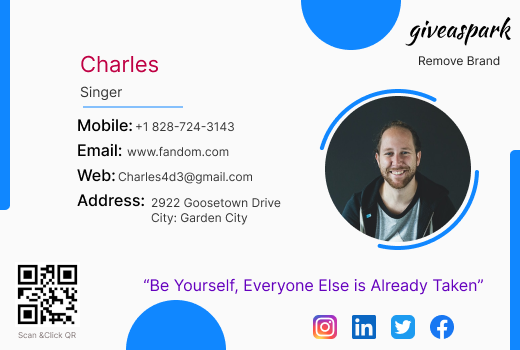 giveaspark
Remove Brand
Charles
Singer
Mobile: +1 828-724-3143
Email: www.fandom.com
Web: Charles4d3@gmail.com
Address: 2922 Goosetown Drive
City: Garden City
“Be Yourself, Everyone Else is Already Taken”
Scan &Click QR